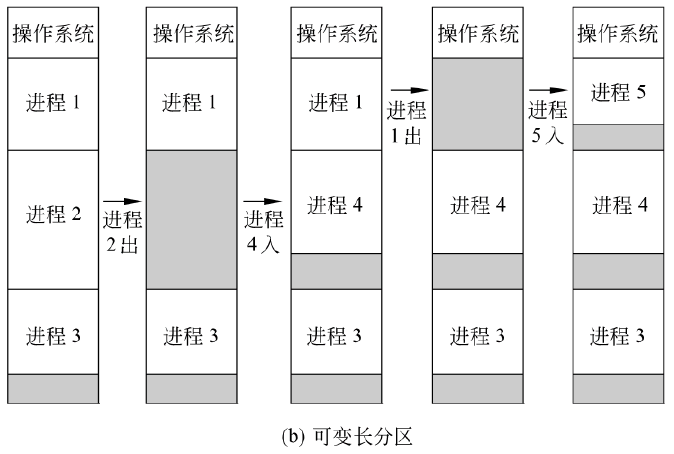 操作系统
进程 1
进程 2
进程 3
进程
2 出
操作系统
进程 1
进程 3
进程
4 入
操作系统
进程 1
进程 4
进程 3
进程
1 出
操作系统
进程 4
进程 3
进程
5 入
操作系统
进程 5
进程 4
进程 3
(b) 可变长分区